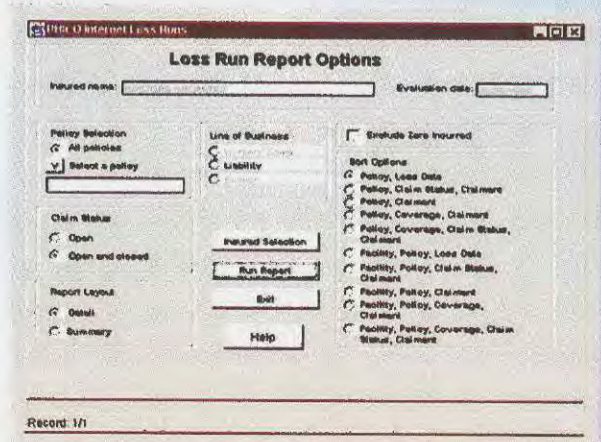 Internet Loss Runs
Loss Run Report Options
Insured name:
Evaluation date:
Policy Selection
All policies
Select a policy
Line of Business
Liability
Exclude Zero Incurred
Sort Options
Policy, Loss Date
Policy, Claim Status, Claimant
Policy, Claimant
Policy, Coverage, Claimant
Policy, Coverage, Claim Status,
Claimant
Facility, Policy, Loss Date
Facility, Policy, Claim Status,
Claimant
Facility, Policy, Claimant
Facility, Policy, Coverage,
Claimant
Facility, Policy, Coverage, Claim
Status, Claimant
Claim Status
Open
Open and closed
Report Layout
Detail
Summary
Insured Selection
Run Report
Exit
Help
Record: 1/1